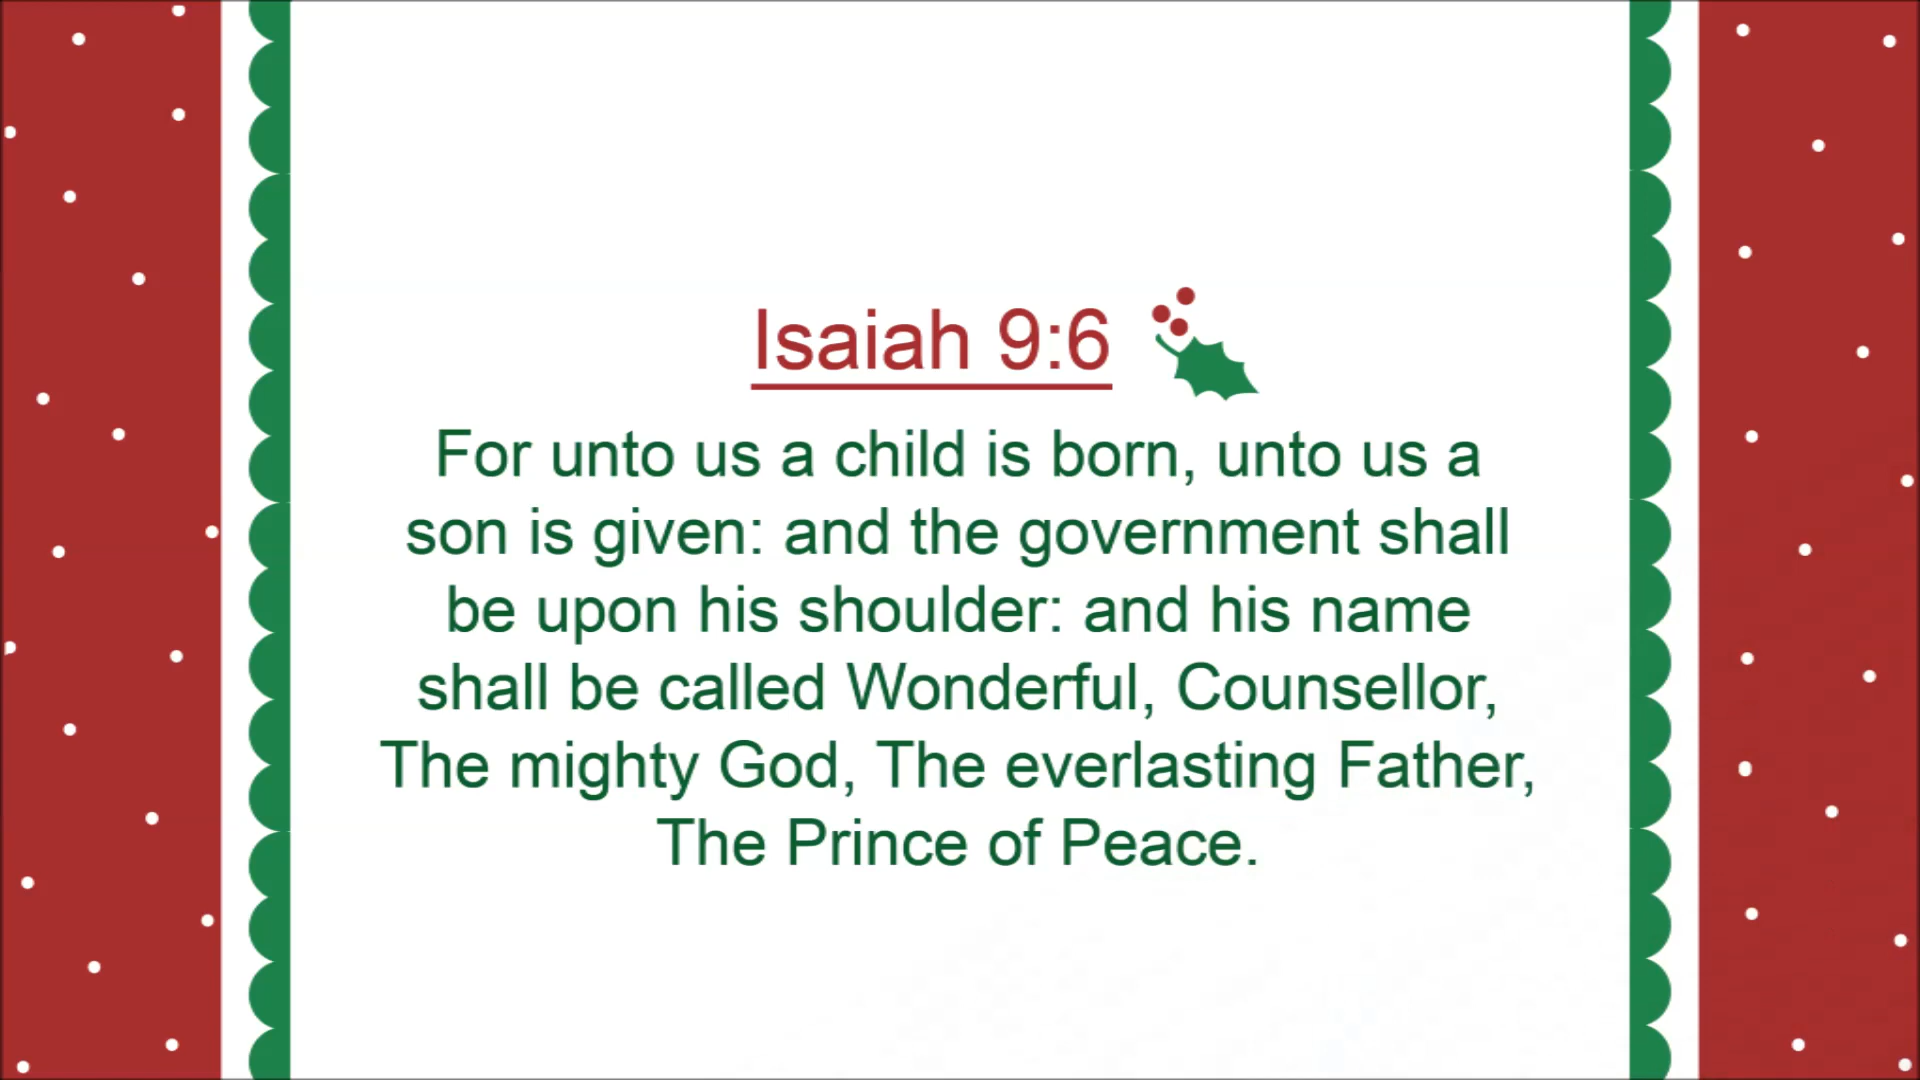 Isaiah 9:6
For unto us a child is born, unto us a
son is given: and the government shall
be upon his shoulder: and his name
shall be called Wonderful, Counsellor,
The mighty God, The everlasting Father,
The Prince of Peace.